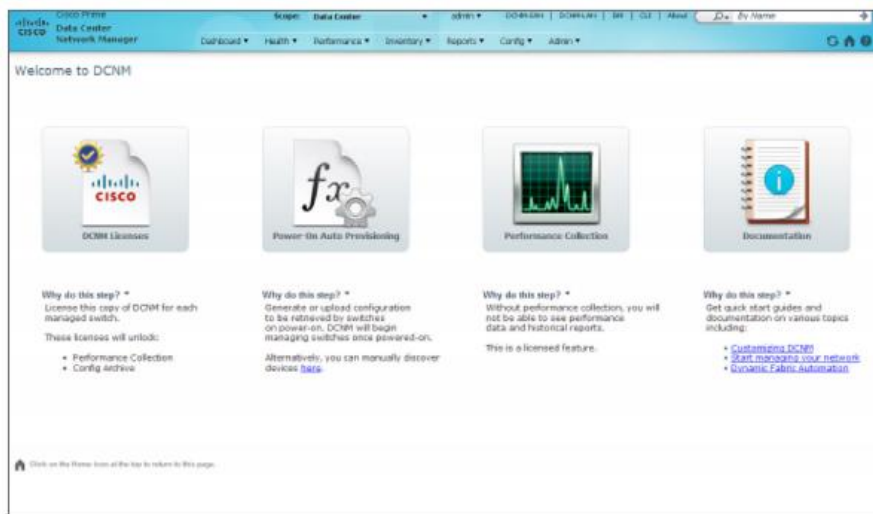 Cisco Prime
Data Center
Network Manager
Scope: Data Center
admin
DCNM-SAN | DCNM-LAN | DFM | CLI | About
By Name
Dashboard Health Performance Inventory Reports Config Admin
Welcome to DCNM
CISCO
DCNM Licenses
fx
Power-On Auto Provisioning
Performance Collection
i
Documentation
Why do this step?
License this copy of DCNM for each
managed switch.
These licenses will unlock:
• Performance Collection
• Config Archive
Why do this step?
Generate or upload configuration
to be retrieved by switches
on power-on. DCNM will begin
managing switches once powered-on.
Alternatively, you can manually discover
devices here.
Why do this step?
Without performance collection, you will
not be able to see performance
data and historical reports.
This is a licensed feature.
Why do this step?
Get quick start guides and
documentation on various topics
including:
• Customizing DCNM
• Start managing your network
• Dynamic Fabric Automation
Click on the Home icon at the top to return to this page.